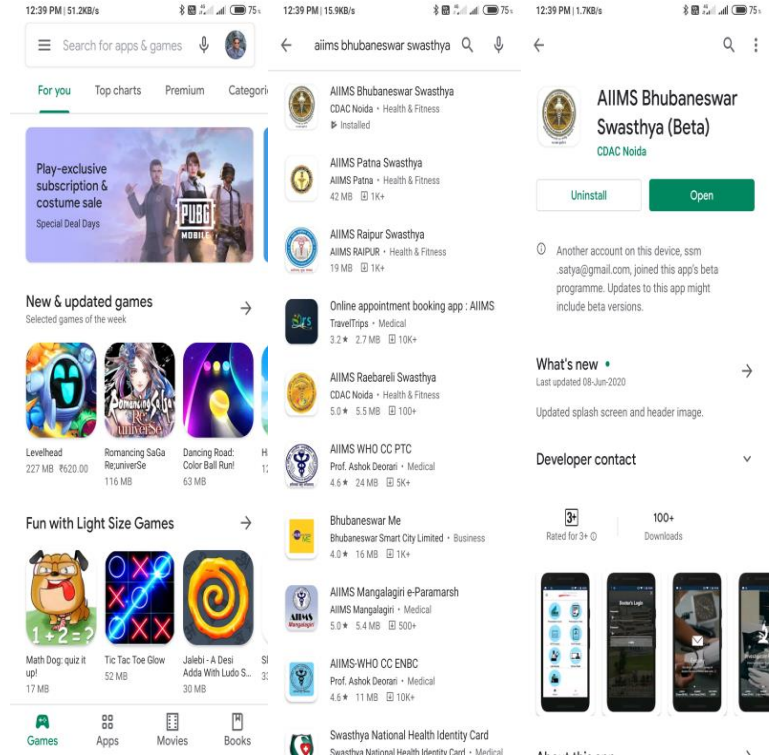 12:39 PM | 51.2KB/s
75
Search for apps & games
For you
Top charts
Premium
Categori
Play-exclusive
subscription &
costume sale
Special Deal Days
PUBG
MOBILE
New & updated games
Selected games of the week
Levelhead
227 MB ₹620.00
Romancing SaGa
Re;universe
116 MB
Dancing Road:
Color Ball Run!
63 MB
Fun with Light Size Games
1+2=?
Math Dog: quiz it
up!
17 MB
Tic Tac Toe Glow
52 MB
Jalebi - A Desi
Adda With Ludo S...
30 MB
Games
Apps
Movies
Books
12:39 PM | 15.9KB/s
75
aiims bhubaneswar swasthya
AIIMS Bhubaneswar Swasthya
CDAC Noida • Health & Fitness
Installed
AIIMS Patna Swasthya
AIIMS Patna • Health & Fitness
42 MB 1K+
AIIMS Raipur Swasthya
AIIMS RAIPUR • Health & Fitness
19 MB 1K+
Online appointment booking app : AIIMS
TravelTrips • Medical
3.2★ 2.7 MB 10K+
AIIMS Raebareli Swasthya
CDAC Noida • Health & Fitness
5.0★ 5.5 MB 100+
AIIMS WHO CC PTC
Prof. Ashok Deorari • Medical
4.6★ 24 MB 5K+
Bhubaneswar Me
Bhubaneswar Smart City Limited • Business
4.0★ 16 MB 1K+
AIIMS Mangalagiri e-Paramarsh
AIIMS Mangalagiri • Medical
5.0★ 5.4 MB 500+
AIIMS-WHO CC ENBC
Prof. Ashok Deorari • Medical
4.6★ 11 MB 10K+
Swasthya National Health Identity Card
Swasthya National Health Identity Card • Medical
12:39 PM | 1.7KB/s
75
AIIMS Bhubaneswar
Swasthya (Beta)
CDAC Noida
Uninstall
Open
Another account on this device, ssm
.satya@gmail.com, joined this app's beta
programme. Updates to this app might
include beta versions.
What's new •
Last updated 08-Jun-2020
Updated splash screen and header image.
Developer contact
3+
Rated for 3+
100+
Downloads
Doctor's Login
About this app